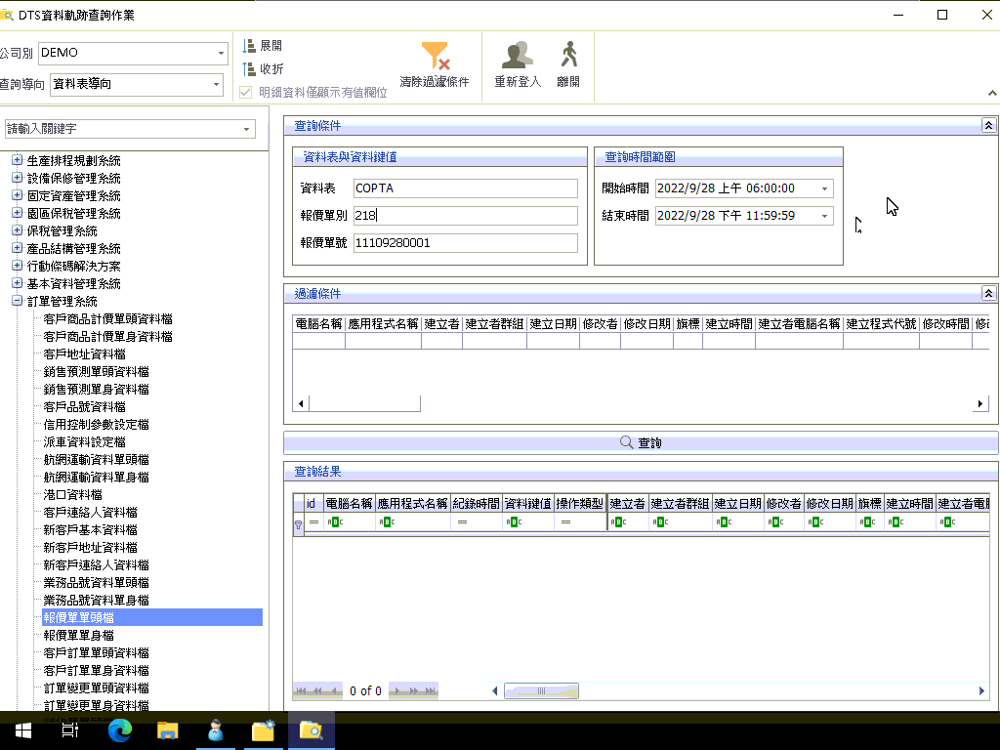 DTS資料軌跡查詢作業
公司別 DEMO
查詢導向 資料表導向
展開
收折
明細資料僅顯示有值欄位
清除過濾條件
重新登入
離開
請輸入關鍵字
生產排程規劃系統
設備保修管理系統
固定資產管理系統
園區保稅管理系統
保稅管理系統
產品結構管理系統
行動條碼解決方案
基本資料管理系統
訂單管理系統
客戶商品計價單頭資料檔
客戶商品計價單身資料檔
客戶地址資料檔
銷售預測單頭資料檔
銷售預測單身資料檔
客戶品號資料檔
信用控制參數設定檔
派車資料設定檔
航網運輸資料單頭檔
航網運輸資料單身檔
港口資料檔
客戶連絡人資料檔
新客戶基本資料檔
新客戶地址資料檔
新客戶連絡人資料檔
業務品號資料單頭檔
業務品號資料單身檔
報價單單頭檔
報價單單身檔
客戶訂單單頭資料檔
客戶訂單單身資料檔
訂單變更單頭資料檔
訂單變更單身資料檔
查詢條件
資料表與資料鍵值
資料表 COPTA
報價單別 218
報價單號 11109280001
查詢時間範圍
開始時間 2022/9/28 上午 06:00:00
結束時間 2022/9/28 下午 11:59:59
過濾條件
電腦名稱 應用程式名稱 建立者 建立者群組 建立日期 修改者 修改日期 旗標 建立時間 建立者電腦名稱 建立程式代號 修改時間
查詢
查詢結果
id 電腦名稱 應用程式名稱 紀錄時間 資料鍵值 操作類型 建立者 建立者群組 建立日期 修改者 修改日期 旗標 建立時間 建立者電腦
= ABC ABC = ABC = ABC ABC ABC ABC ABC ABC ABC ABC
0 of 0